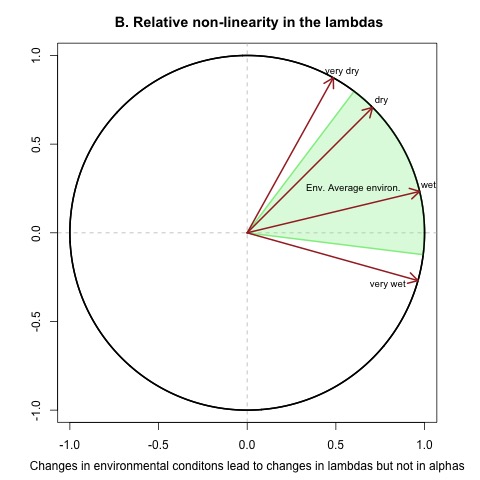 B. Relative non-linearity in the lambdas
very dry
dry
Env. Average environ.
wet
very wet
1.0
0.5
0.0
-0.5
-1.0
-1.0
-0.5
0.0
0.5
1.0
Changes in environmental conditons lead to changes in lambdas but not in alphas